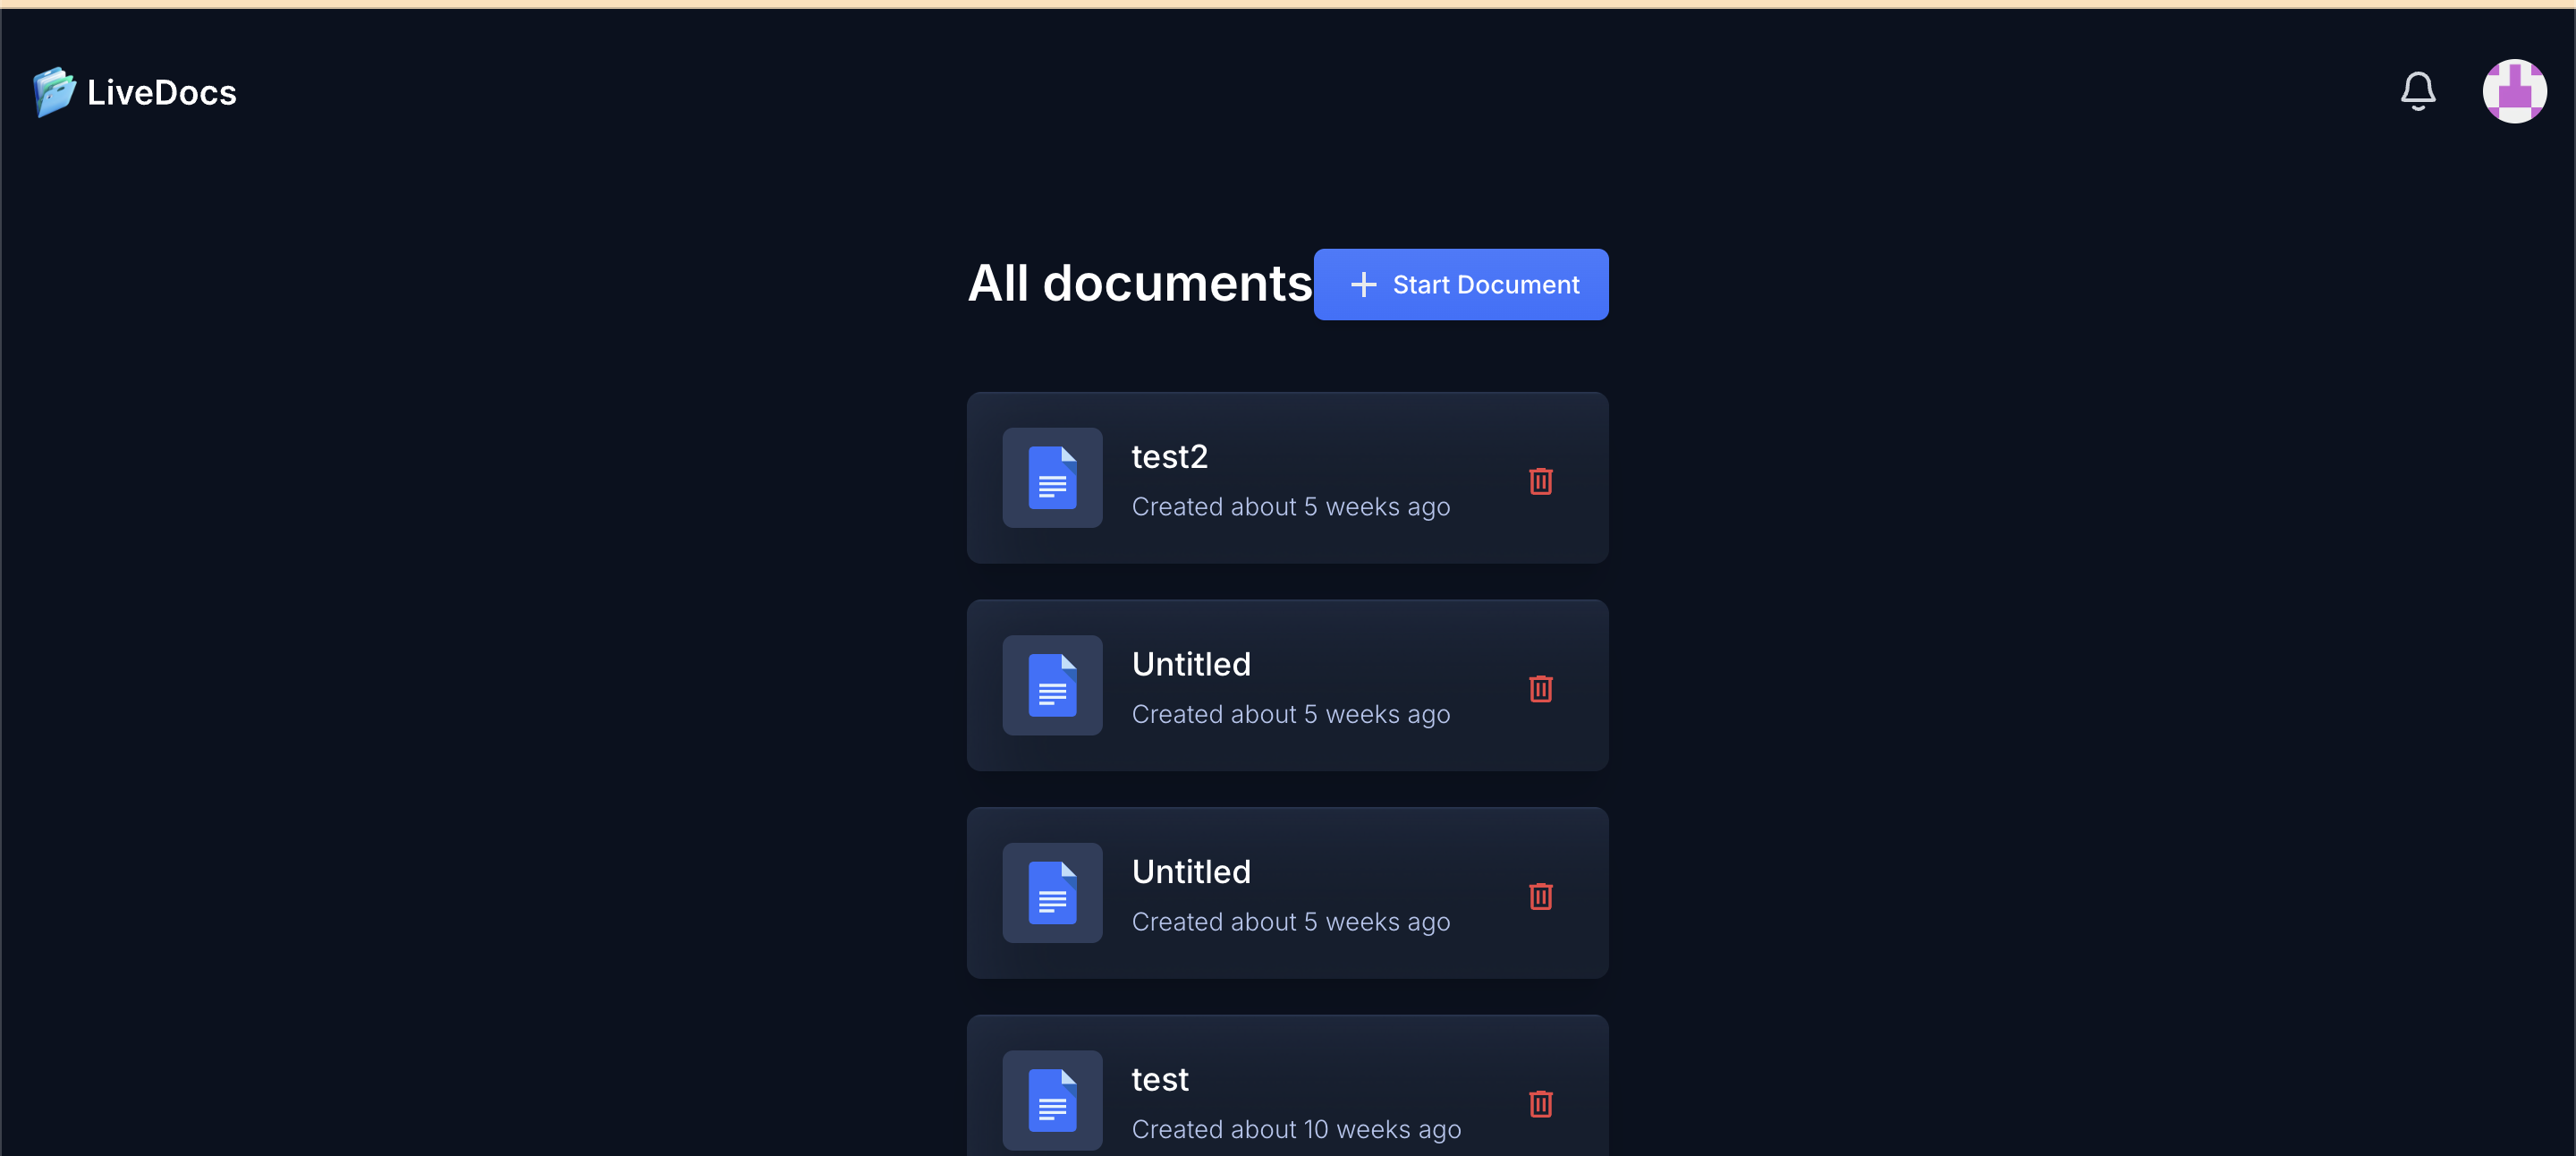 LiveDocs
All documents
Start Document
test2
Created about 5 weeks ago
Untitled
Created about 5 weeks ago
Untitled
Created about 5 weeks ago
test
Created about 10 weeks ago